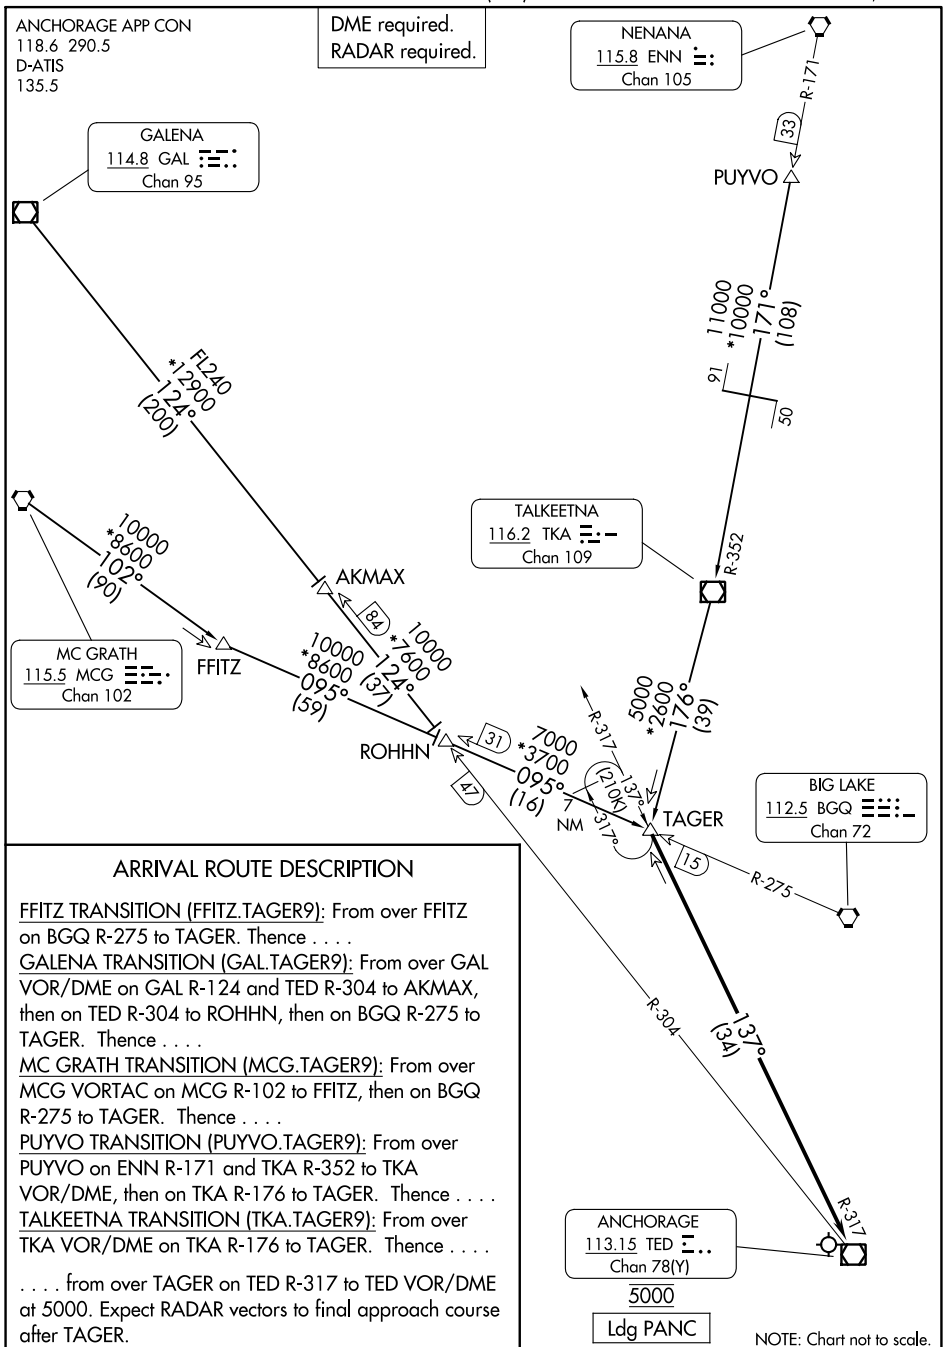 ANCHORAGE APP CON
118.6 290.5
D-ATIS
135.5
DME required.
RADAR required.
NENANA
115.8 ENN
Chan 105
R-171
33
PUYVO
GALENA
114.8 GAL
Chan 95
11000
*10000
171°
(108)
91
50
FL240
*12900
124°
(200)
TALKEETNA
116.2 TKA
Chan 109
R-352
10000
*8600
102°
(90)
AKMAX
84
MC GRATH
115.5 MCG
Chan 102
FFITZ
10000
*8600
095°
(59)
10000
*7600
124°
(37)
5000
*2600
176°
(39)
ROHHN
31
47
7000
*3700
095°
(16)
R-317
137°
(210K)
317°
7
NM
TAGER
15
R-275
BIG LAKE
112.5 BGQ
Chan 72
R-304
137°
(34)
R-317
ANCHORAGE
113.15 TED
Chan 78(Y)
5000
Ldg PANC
NOTE: Chart not to scale.
ARRIVAL ROUTE DESCRIPTION
FFITZ TRANSITION (FFITZ.TAGER9): From over FFITZ
on BGQ R-275 to TAGER. Thence . . . .
GALENA TRANSITION (GAL.TAGER9): From over GAL
VOR/DME on GAL R-124 and TED R-304 to AKMAX,
then on TED R-304 to ROHHN, then on BGQ R-275 to
TAGER. Thence . . . .
MC GRATH TRANSITION (MCG.TAGER9): From over
MCG VORTAC on MCG R-102 to FFITZ, then on BGQ
R-275 to TAGER. Thence . . . .
PUYVO TRANSITION (PUYVO.TAGER9): From over
PUYVO on ENN R-171 and TKA R-352 to TKA
VOR/DME, then on TKA R-176 to TAGER. Thence . . . .
TALKEETNA TRANSITION (TKA.TAGER9): From over
TKA VOR/DME on TKA R-176 to TAGER. Thence . . . .
. . . . from over TAGER on TED R-317 to TED VOR/DME
at 5000. Expect RADAR vectors to final approach course
after TAGER.